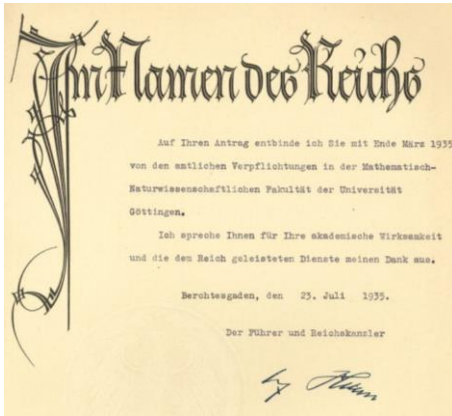 Im Namen des Reichs
Auf Ihren Antrag entbinde ich Sie mit Ende März 1935
von den amtlichen Verpflichtungen in der Mathematisch-
Naturwissenschaftlichen Fakultät der Universität
Göttingen.
Ich spreche Ihnen für Ihre akademische Wirksamkeit
und die dem Reich geleisteten Dienste meinen Dank aus.
Berchtesgaden, den 23. Juli 1935.
Der Führer und Reichskanzler